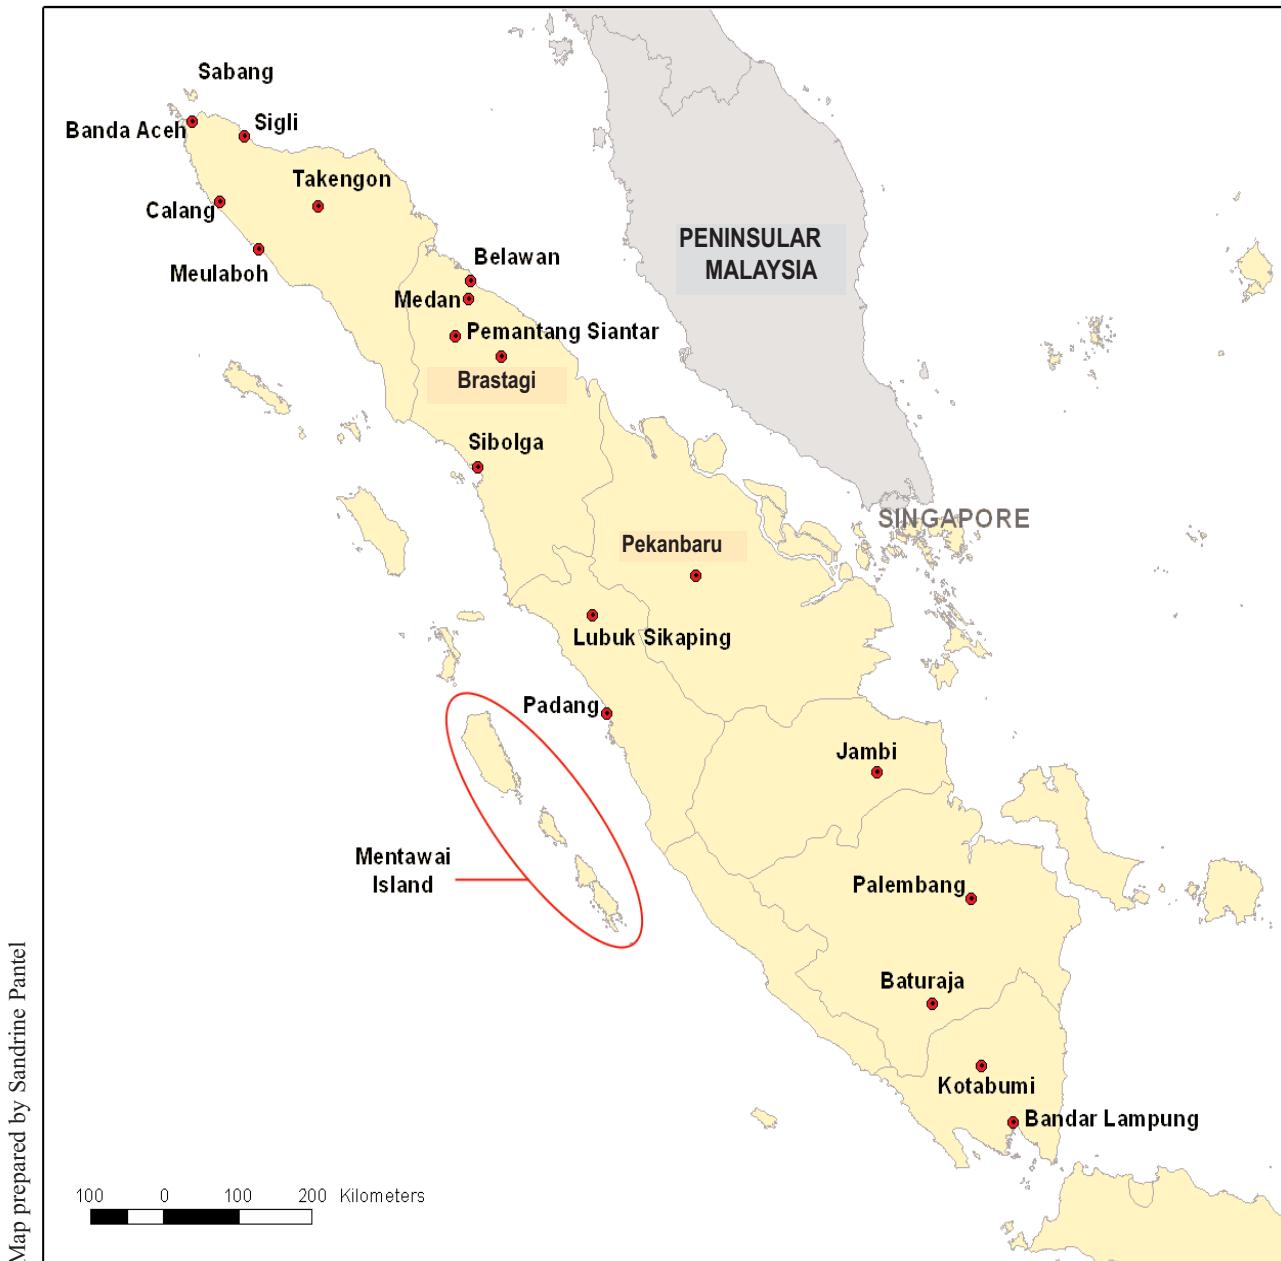 Sabang
Banda Aceh
Sigli
Takengon
Calang
Meulaboh
Belawan
Medan
Pemantang Siantar
Brastagi
Sibolga
PENINSULAR
MALAYSIA
SINGAPORE
Pekanbaru
Lubuk Sikaping
Padang
Jambi
Mentawai
Island
Palembang
Baturaja
Kotabumi
Bandar Lampung
100 0 100 200 Kilometers
Map prepared by Sandrine Pantel